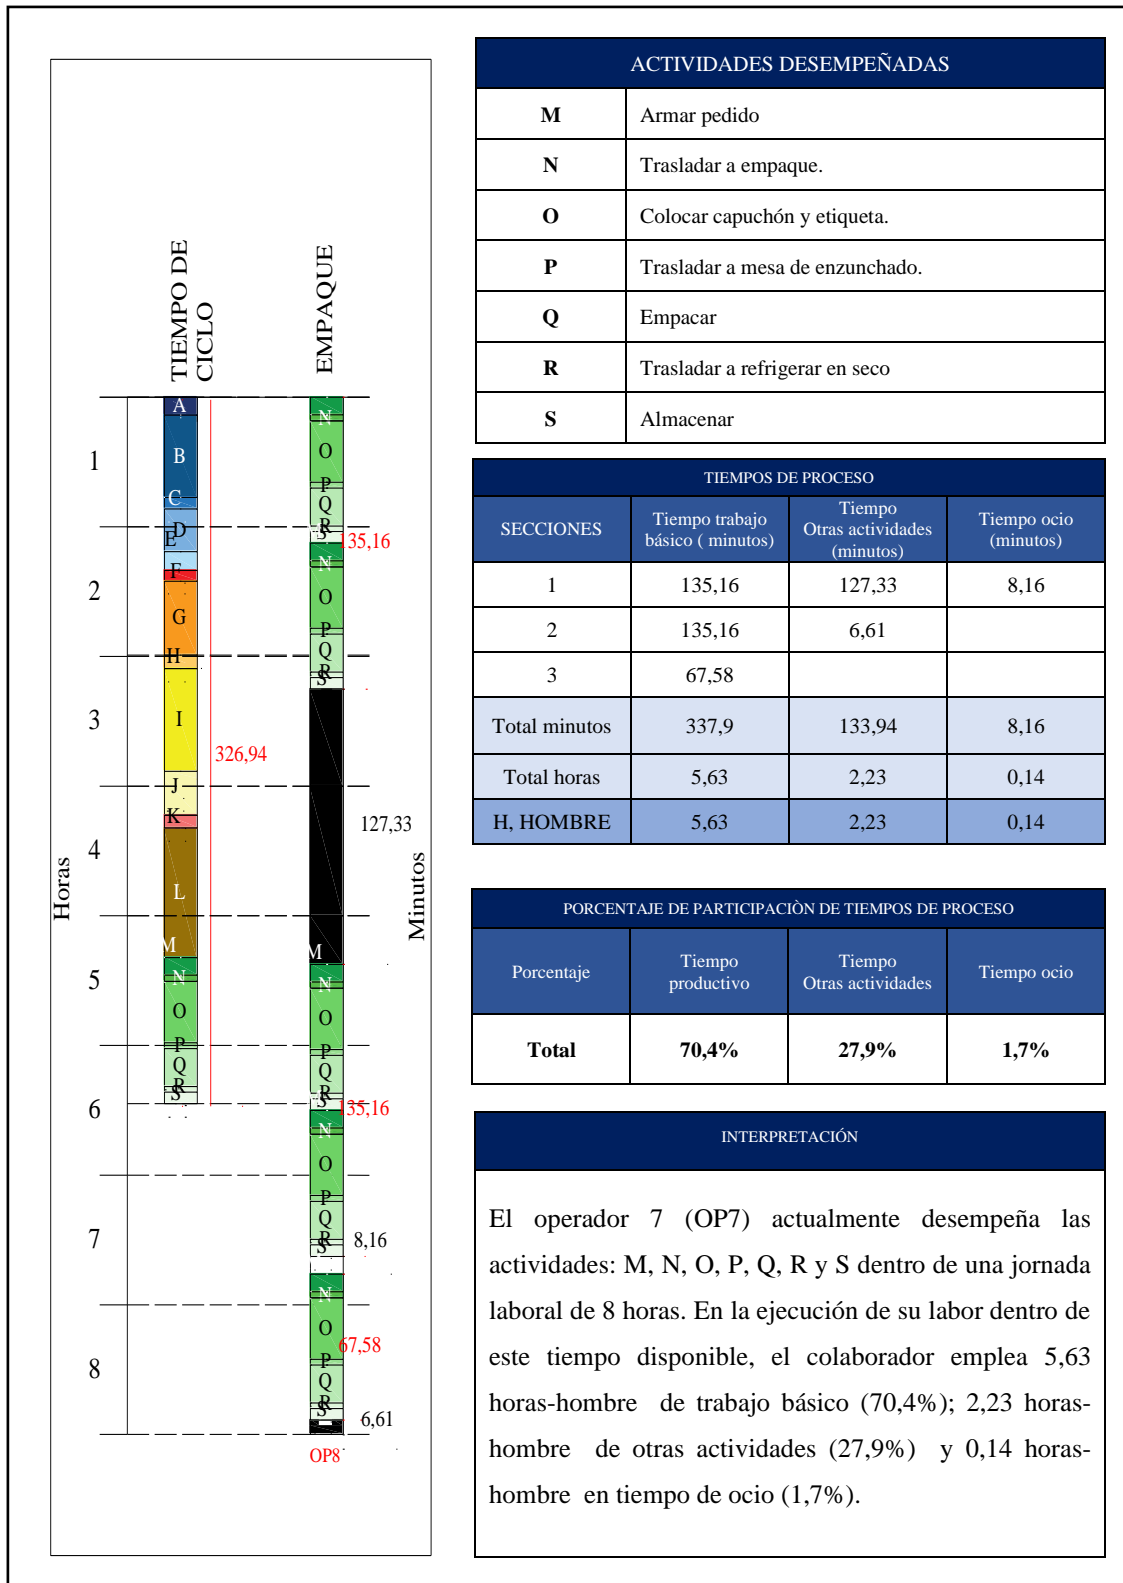 TIEMPO DE
CICLO
EMPAQUE
Horas
Minutos
1
2
3
4
5
6
7
8
A
B
C
D
E
F
G
H
I
J
K
L
M
N
O
P
Q
R
S
326,94
N
O
P
Q
R
S
135,16
N
O
P
Q
R
S
127,33
M
N
O
P
Q
R
S
135,16
N
O
P
Q
R
S
8,16
N
O
67,58
P
Q
R
S
6,61
OP8
ACTIVIDADES DESEMPEÑADAS
M Armar pedido
N Trasladar a empaque.
O Colocar capuchón y etiqueta.
P Trasladar a mesa de enzunchado.
Q Empacar
R Trasladar a refrigerar en seco
S Almacenar
TIEMPOS DE PROCESO
SECCIONES Tiempo trabajo básico ( minutos) Tiempo Otras actividades (minutos) Tiempo ocio (minutos)
1 135,16 127,33 8,16
2 135,16 6,61
3 67,58
Total minutos 337,9 133,94 8,16
Total horas 5,63 2,23 0,14
H, HOMBRE 5,63 2,23 0,14
PORCENTAJE DE PARTICIPACIÒN DE TIEMPOS DE PROCESO
Porcentaje Tiempo productivo Tiempo Otras actividades Tiempo ocio
Total 70,4% 27,9% 1,7%
INTERPRETACIÓN
El operador 7 (OP7) actualmente desempeña las
actividades: M, N, O, P, Q, R y S dentro de una jornada
laboral de 8 horas. En la ejecución de su labor dentro de
este tiempo disponible, el colaborador emplea 5,63
horas-hombre de trabajo básico (70,4%); 2,23 horas-
hombre de otras actividades (27,9%) y 0,14 horas-
hombre en tiempo de ocio (1,7%).